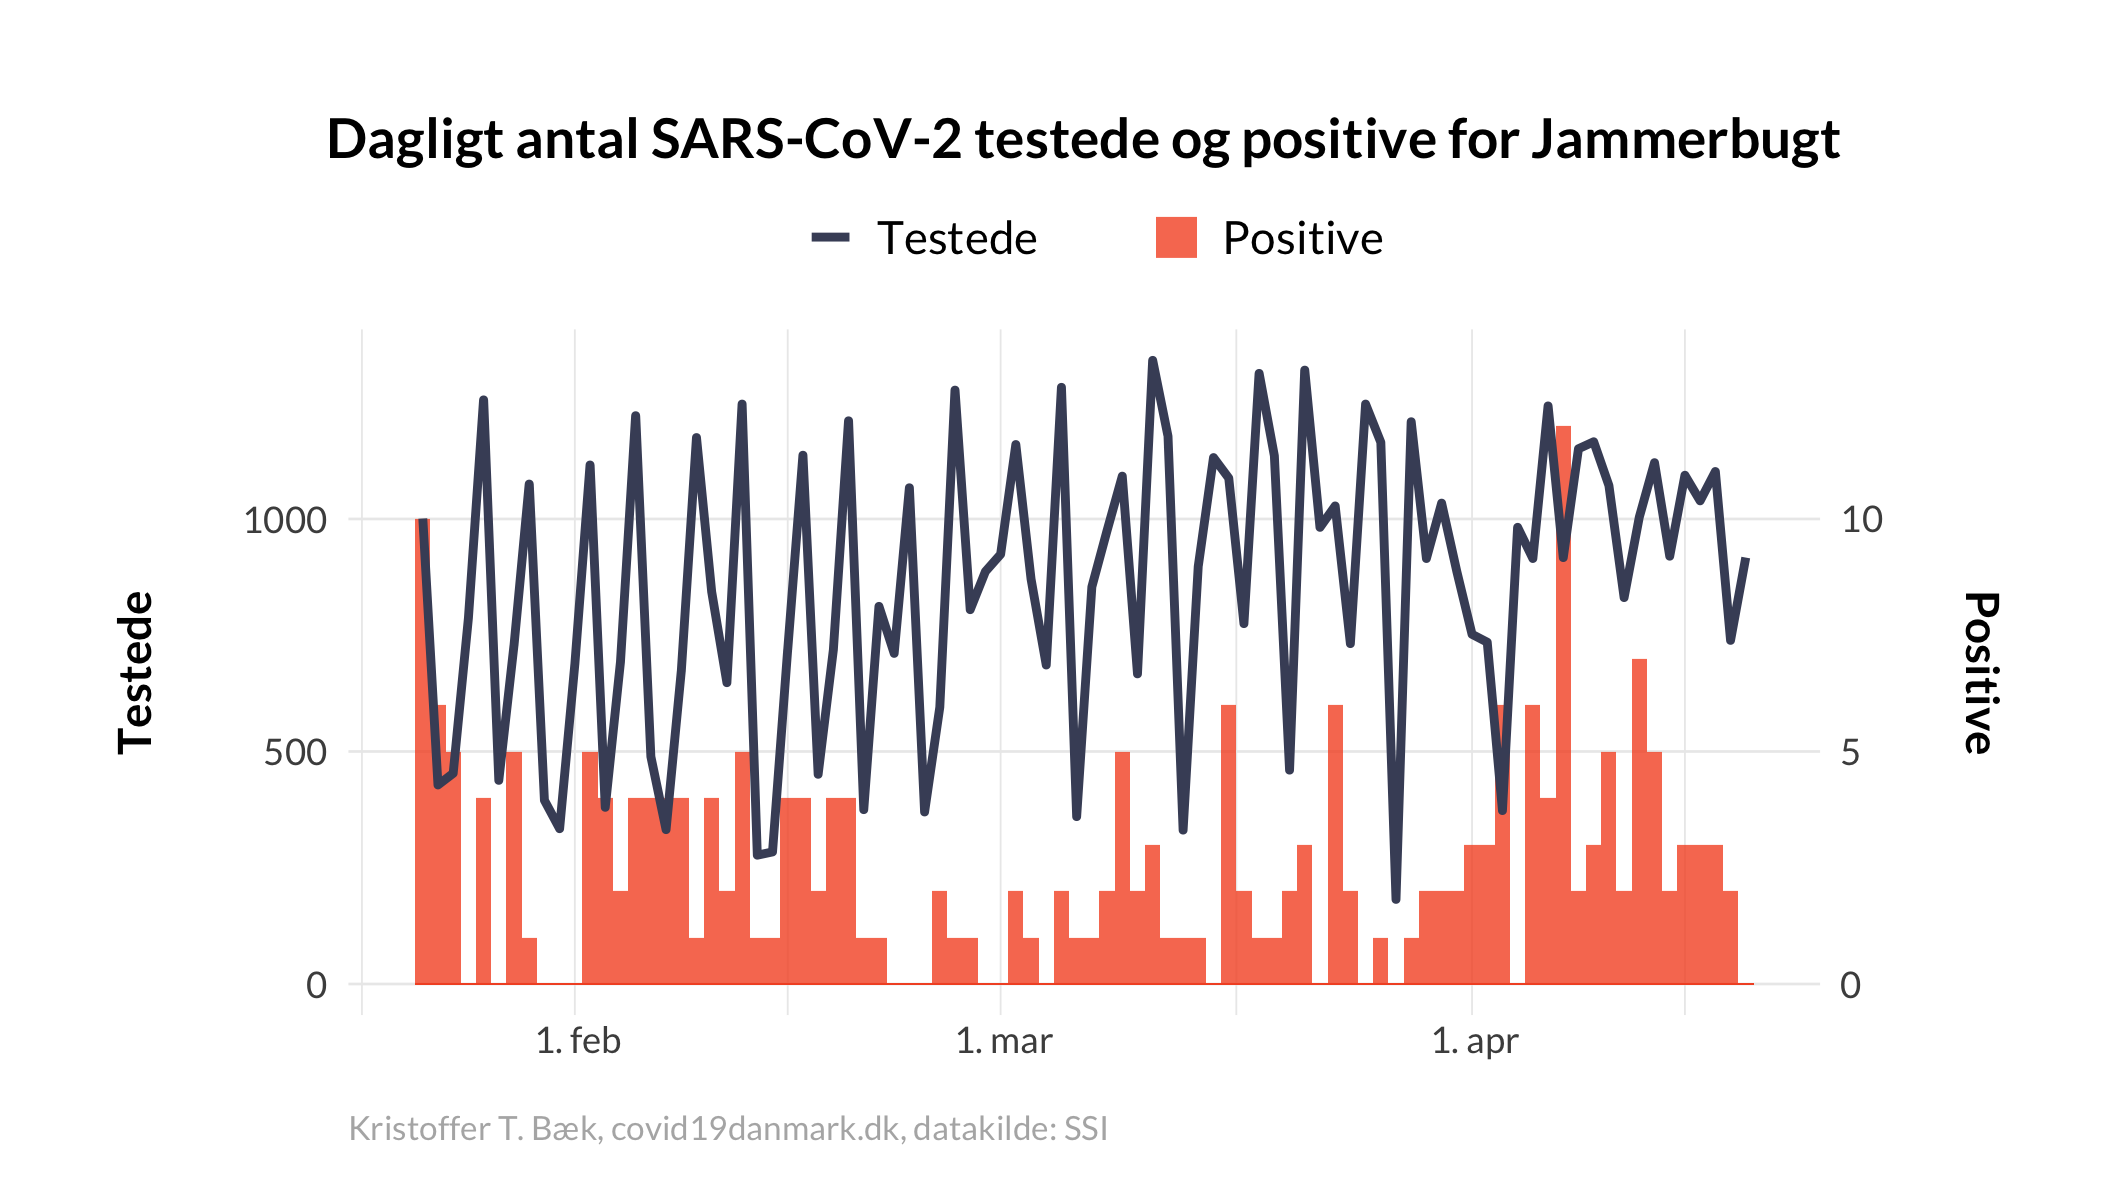 Dagligt antal SARS-CoV-2 testede og positive for Jammerbugt
Testede Positive
Testede
1000
500
0
10
5
0
Positive
1. feb 1. mar 1. apr
Kristoffer T. Bæk, covid19danmark.dk, datakilde: SSI